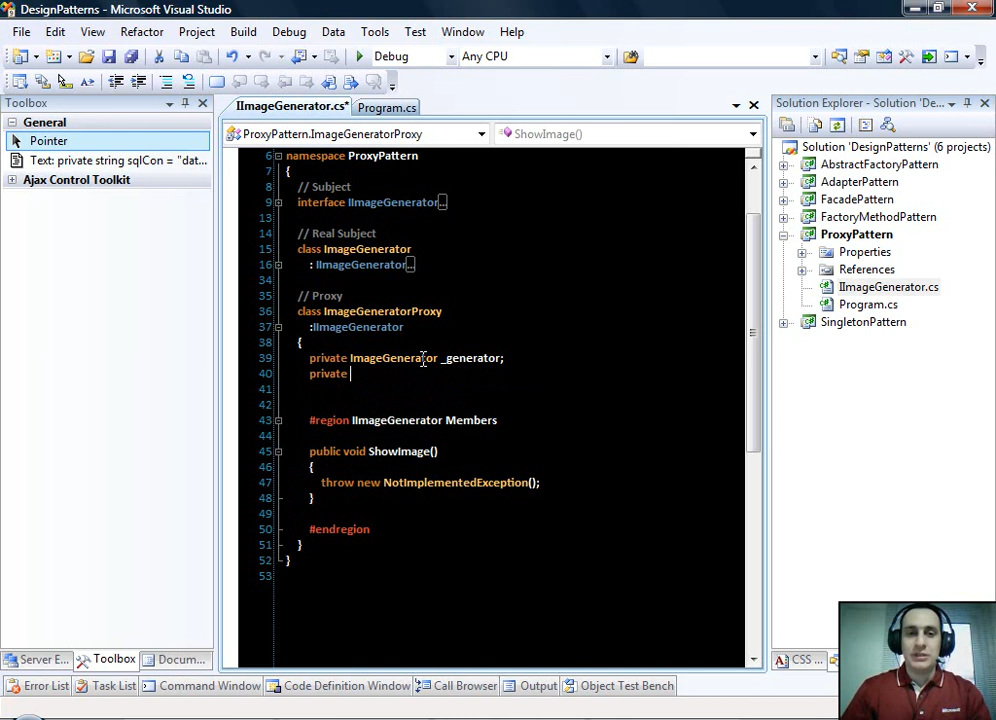 DesignPatterns - Microsoft Visual Studio
File Edit View Refactor Project Build Debug Data Tools Test Window Help
Debug Any CPU
Toolbox
General
Pointer
Text: private string sqlCon = "dat...
Ajax Control Toolkit
IImageGenerator.cs* Program.cs
ProxyPattern.ImageGeneratorProxy ShowImage()
6 namespace ProxyPattern
7 {
8 // Subject
9 interface IImageGenerator...
13
14 // Real Subject
15 class ImageGenerator
16 : IImageGenerator...
34
35 // Proxy
36 class ImageGeneratorProxy
37 :IImageGenerator
38 {
39 private ImageGenerator _generator;
40 private
41
42
43 #region IImageGenerator Members
44
45 public void ShowImage()
46 {
47 throw new NotImplementedException();
48 }
49
50 #endregion
51 }
52 }
53
Solution Explorer - Solution 'De...
Solution 'DesignPatterns' (6 projects)
AbstractFactoryPattern
AdapterPattern
FacadePattern
FactoryMethodPattern
ProxyPattern
Properties
References
IImageGenerator.cs
Program.cs
SingletonPattern
Server E... Toolbox Docum...
CSS ...
Error List Task List Command Window Code Definition Window Call Browser Output Object Test Bench